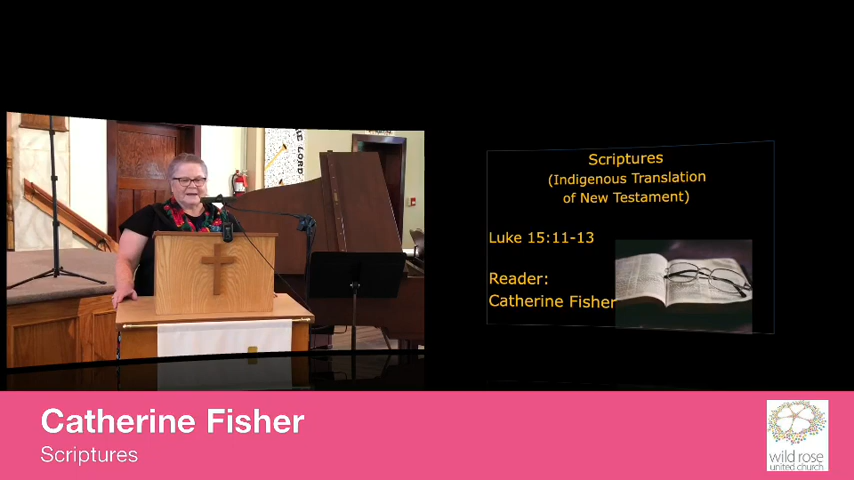 LORD
Scriptures
(Indigenous Translation
of New Testament)
Luke 15:11-13
Reader:
Catherine Fisher
Catherine Fisher
Scriptures
wild rose
united church